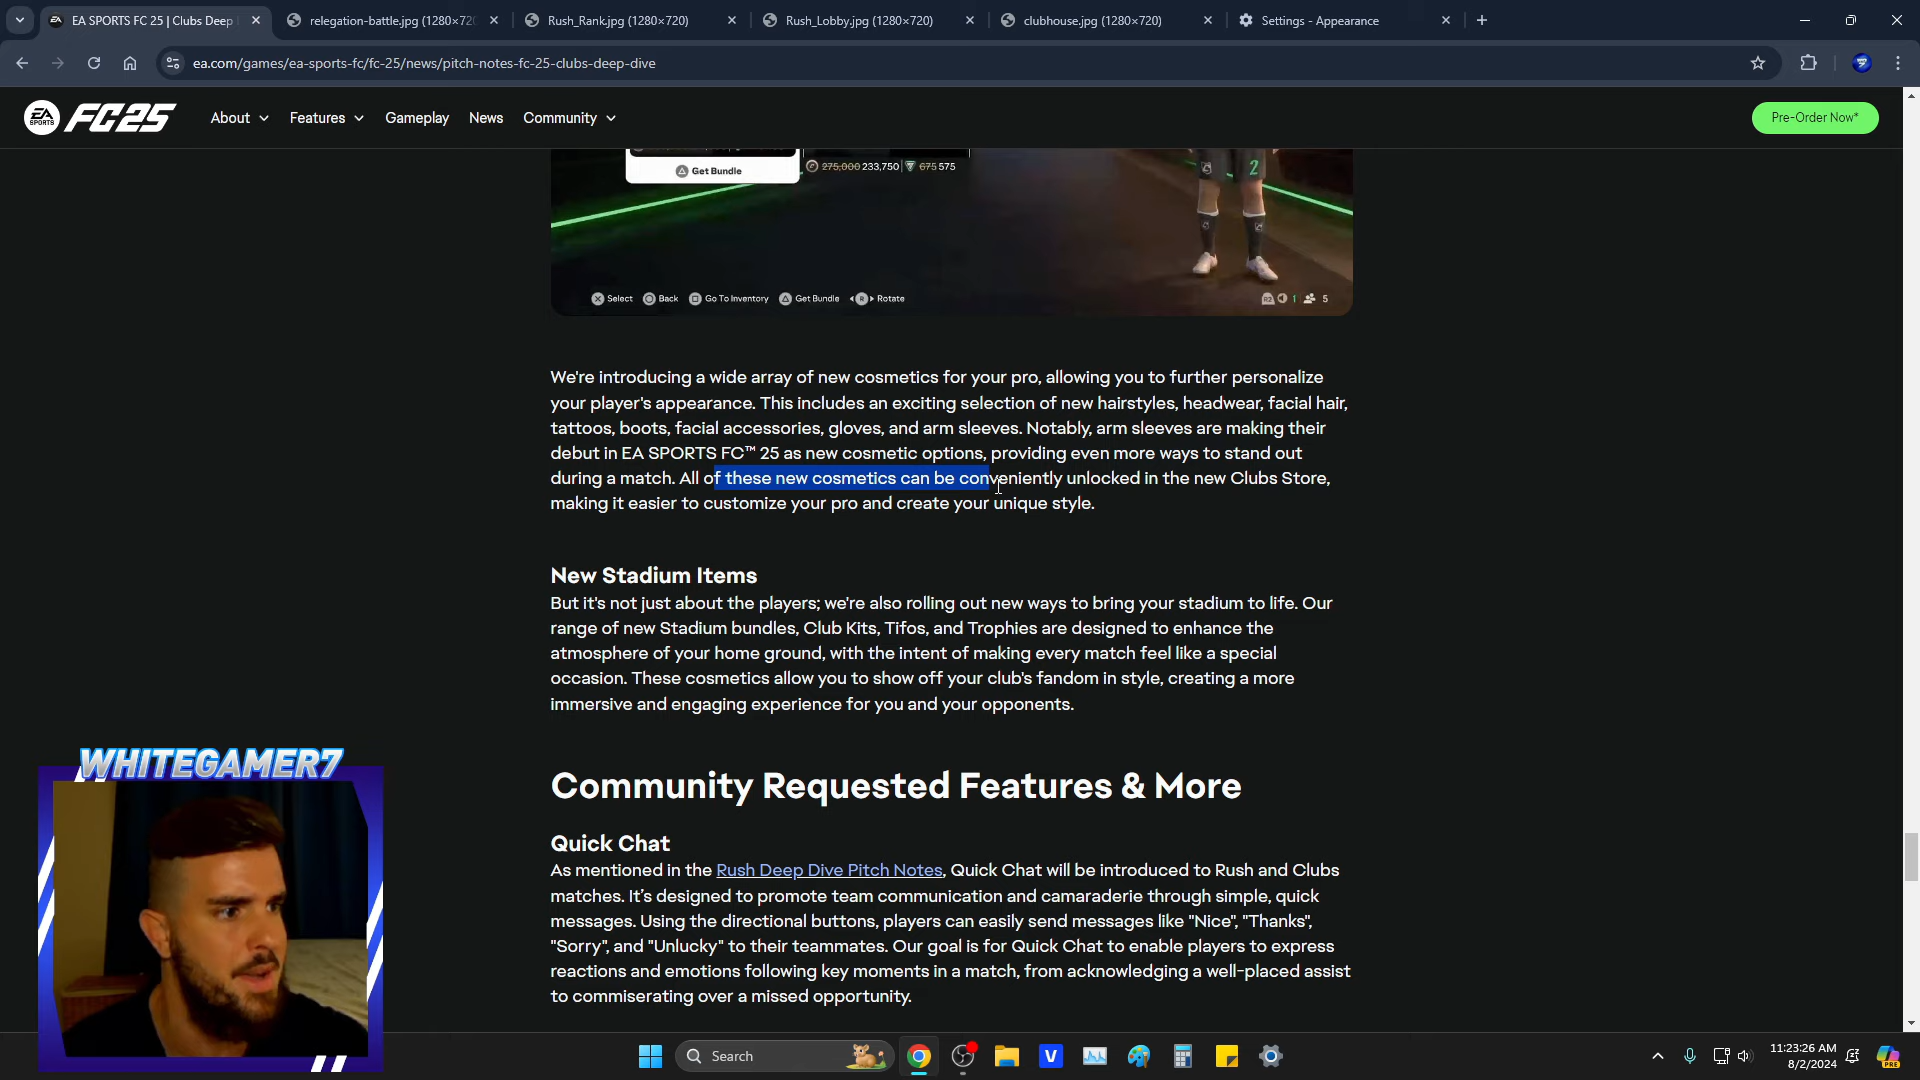 EA SPORTS FC 25 | Clubs Deep
relegation-battle.jpg (1280×720
Rush_Rank.jpg (1280×720)
Rush_Lobby.jpg (1280×720)
clubhouse.jpg (1280×720)
Settings - Appearance
ea.com/games/ea-sports-fc/fc-25/news/pitch-notes-fc-25-clubs-deep-dive
EA SPORTS FC25
About
Features
Gameplay
News
Community
Pre-Order Now*
Get Bundle
275,000 233,750 | 675 575
2
Select
Back
Go To Inventory
Get Bundle
R Rotate
R2 1 5
We're introducing a wide array of new cosmetics for your pro, allowing you to further personalize
your player's appearance. This includes an exciting selection of new hairstyles, headwear, facial hair,
tattoos, boots, facial accessories, gloves, and arm sleeves. Notably, arm sleeves are making their
debut in EA SPORTS FC™ 25 as new cosmetic options, providing even more ways to stand out
during a match. All of these new cosmetics can be conveniently unlocked in the new Clubs Store,
making it easier to customize your pro and create your unique style.
New Stadium Items
But it's not just about the players; we're also rolling out new ways to bring your stadium to life. Our
range of new Stadium bundles, Club Kits, Tifos, and Trophies are designed to enhance the
atmosphere of your home ground, with the intent of making every match feel like a special
occasion. These cosmetics allow you to show off your club's fandom in style, creating a more
immersive and engaging experience for you and your opponents.
Community Requested Features & More
Quick Chat
As mentioned in the Rush Deep Dive Pitch Notes, Quick Chat will be introduced to Rush and Clubs
matches. It’s designed to promote team communication and camaraderie through simple, quick
messages. Using the directional buttons, players can easily send messages like "Nice", "Thanks",
"Sorry", and "Unlucky" to their teammates. Our goal is for Quick Chat to enable players to express
reactions and emotions following key moments in a match, from acknowledging a well-placed assist
to commiserating over a missed opportunity.
WHITEGAMER7
Search
V
11:23:26 AM
8/2/2024
PRE